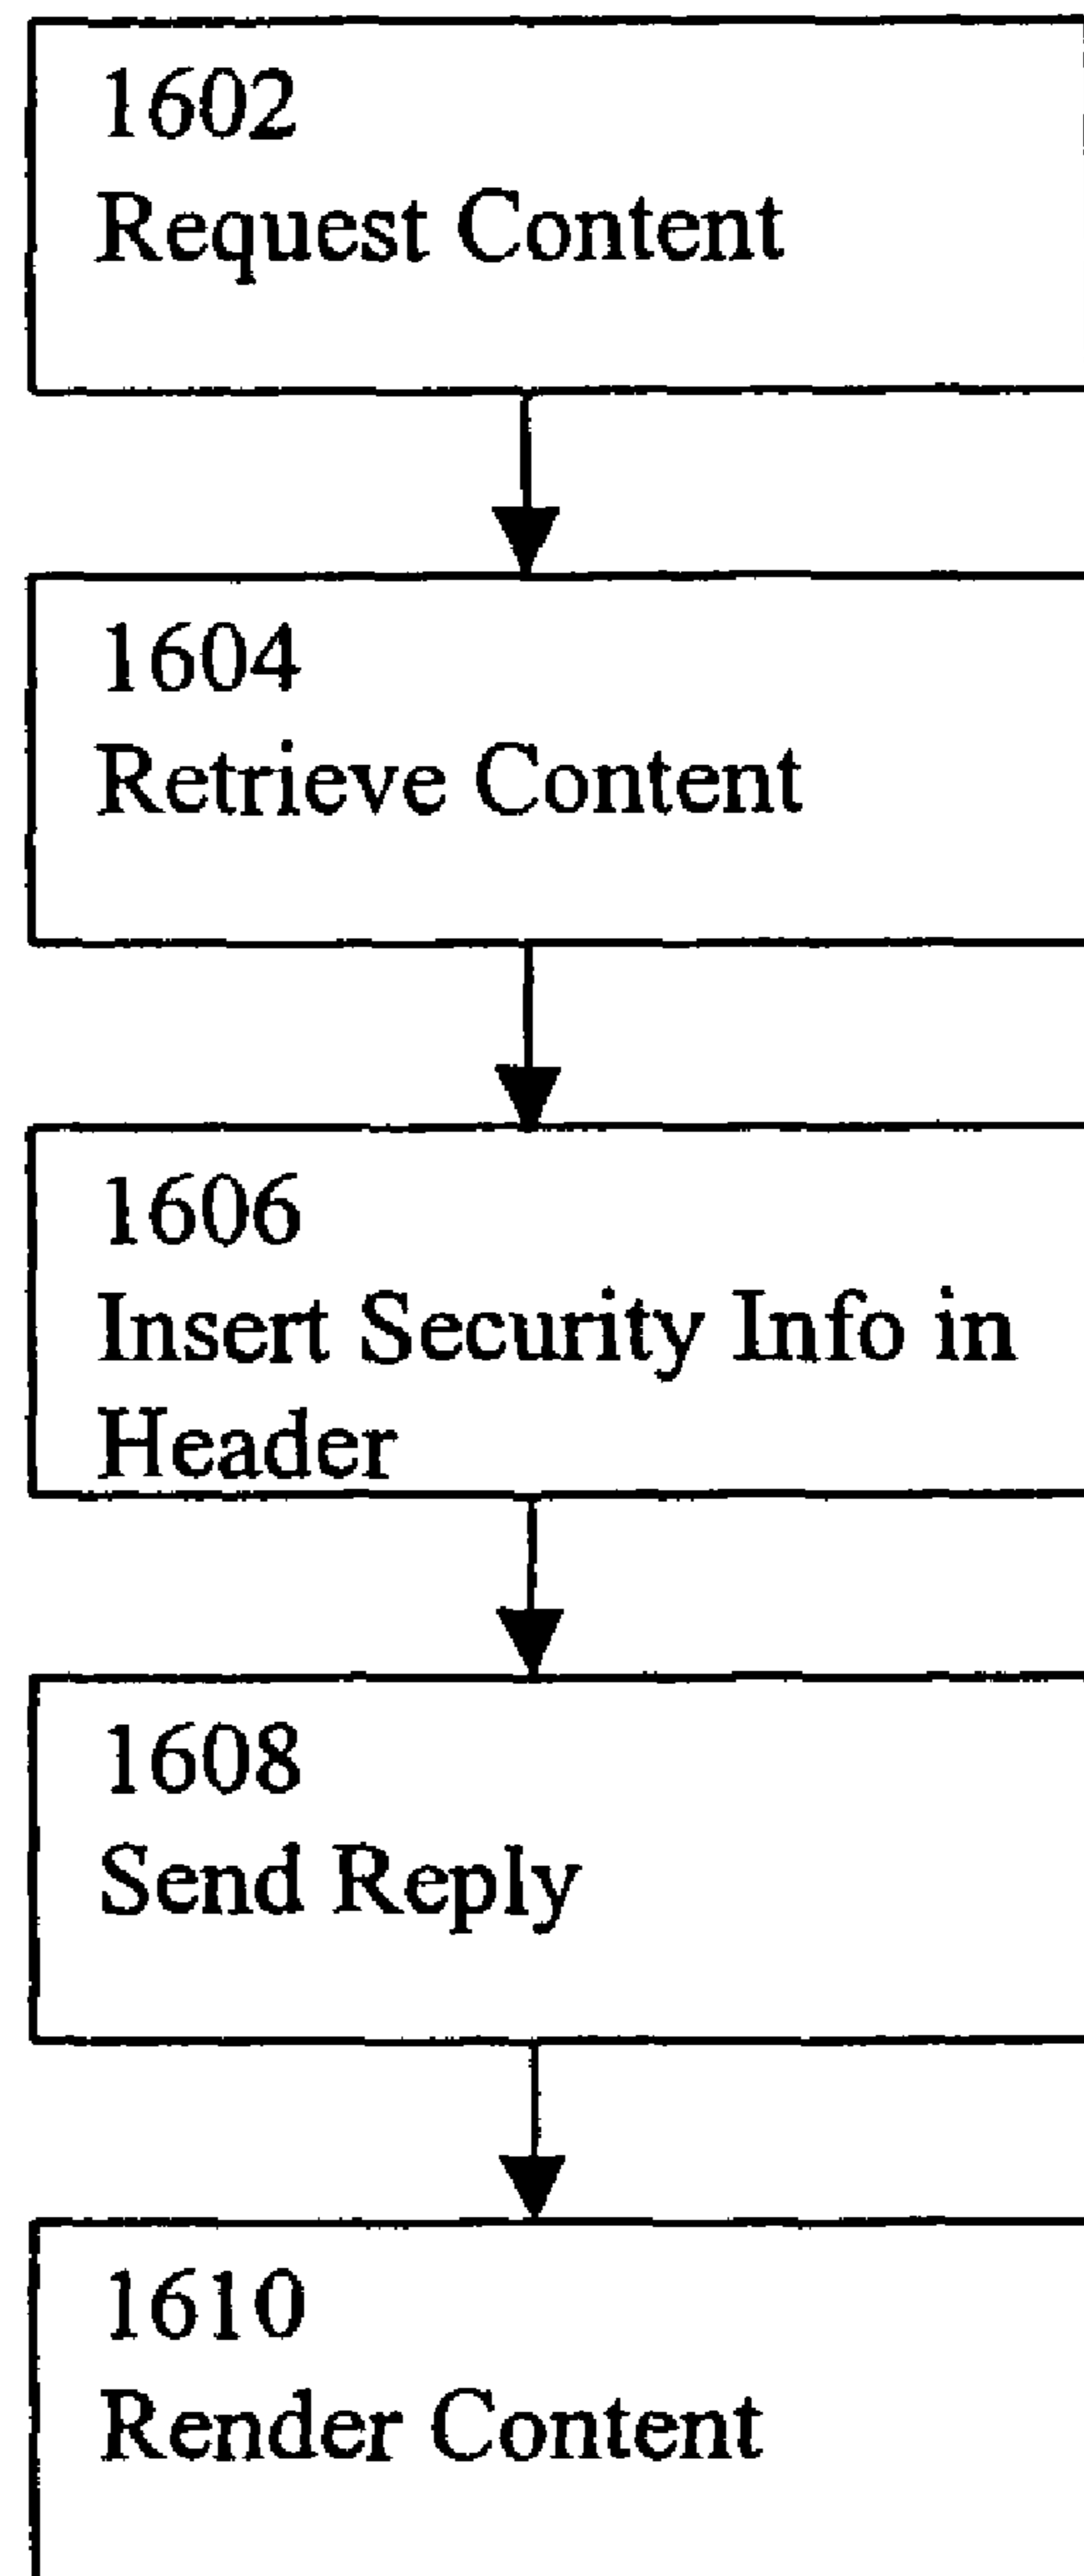 1602
Request Content
1604
Retrieve Content
1606
Insert Security Info in
Header
1608
Send Reply
1610
Render Content